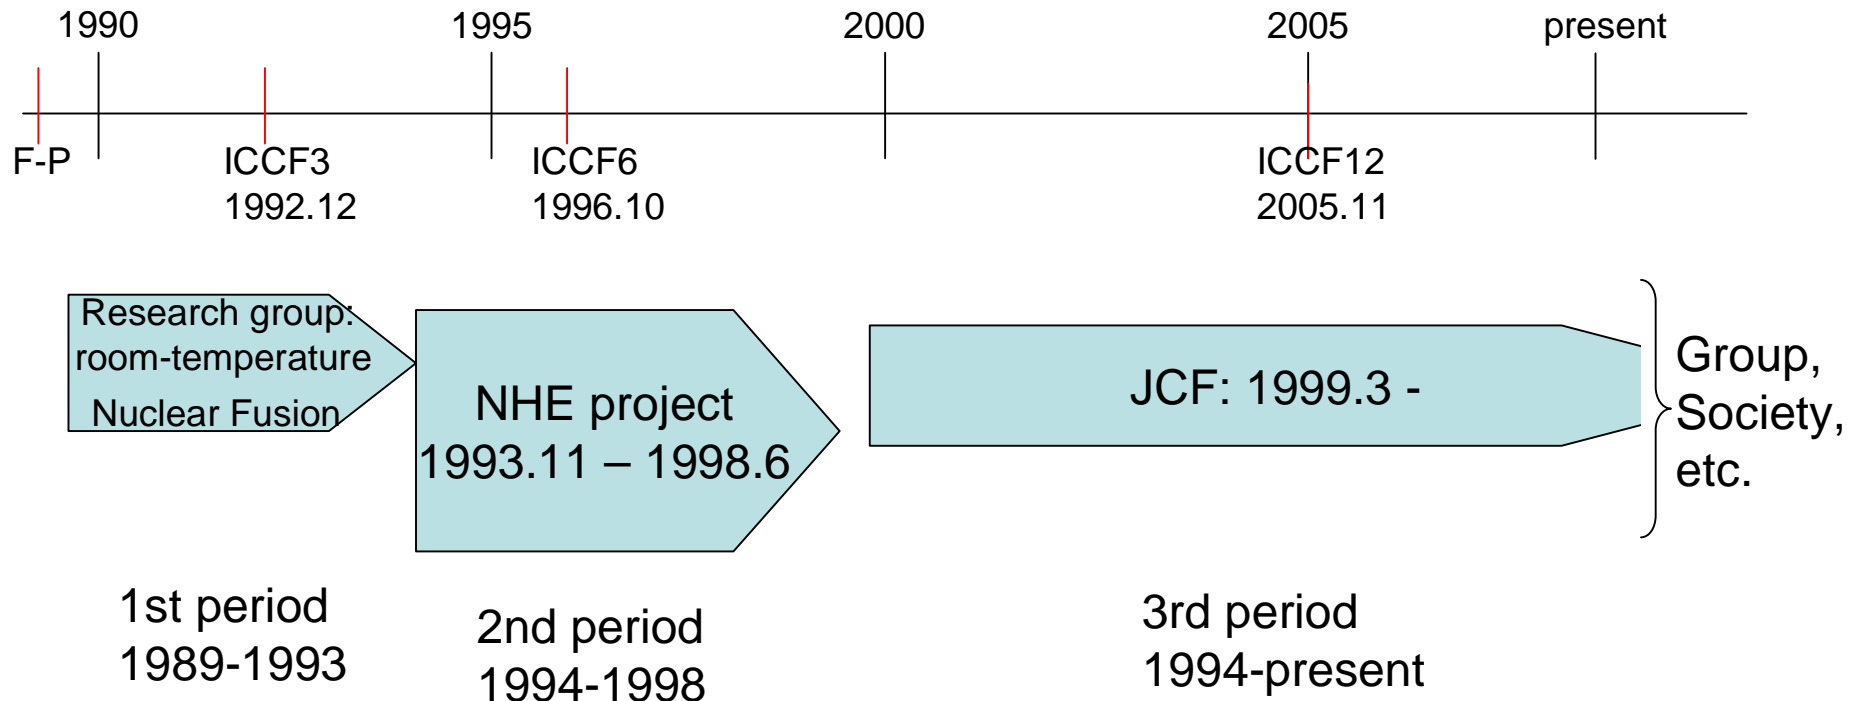 1990
1995
2000
2005
present
F-P
ICCF3
1992.12
ICCF6
1996.10
ICCF12
2005.11
Research group:
room-temperature
Nuclear Fusion
NHE project
1993.11 – 1998.6
JCF: 1999.3 -
Group,
Society,
etc.
1st period
1989-1993
2nd period
1994-1998
3rd period
1994-present